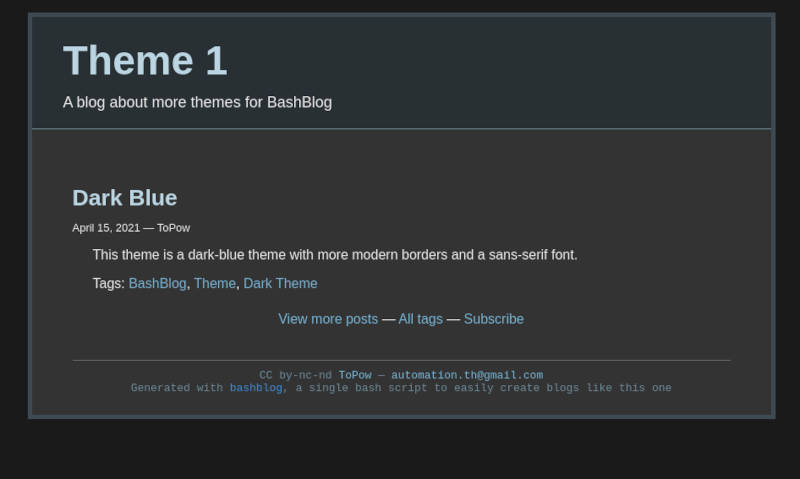 Theme 1
A blog about more themes for BashBlog
Dark Blue
April 15, 2021 — ToPow
This theme is a dark-blue theme with more modern borders and a sans-serif font.
Tags: BashBlog, Theme, Dark Theme
View more posts — All tags — Subscribe
CC by-nc-nd ToPow — automation.th@gmail.com
Generated with bashblog, a single bash script to easily create blogs like this one